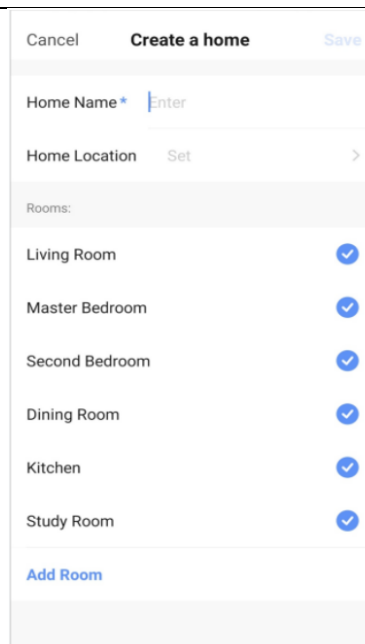 Cancel Create a home Save
Home Name * Enter
Home Location Set
Rooms:
Living Room
Master Bedroom
Second Bedroom
Dining Room
Kitchen
Study Room
Add Room